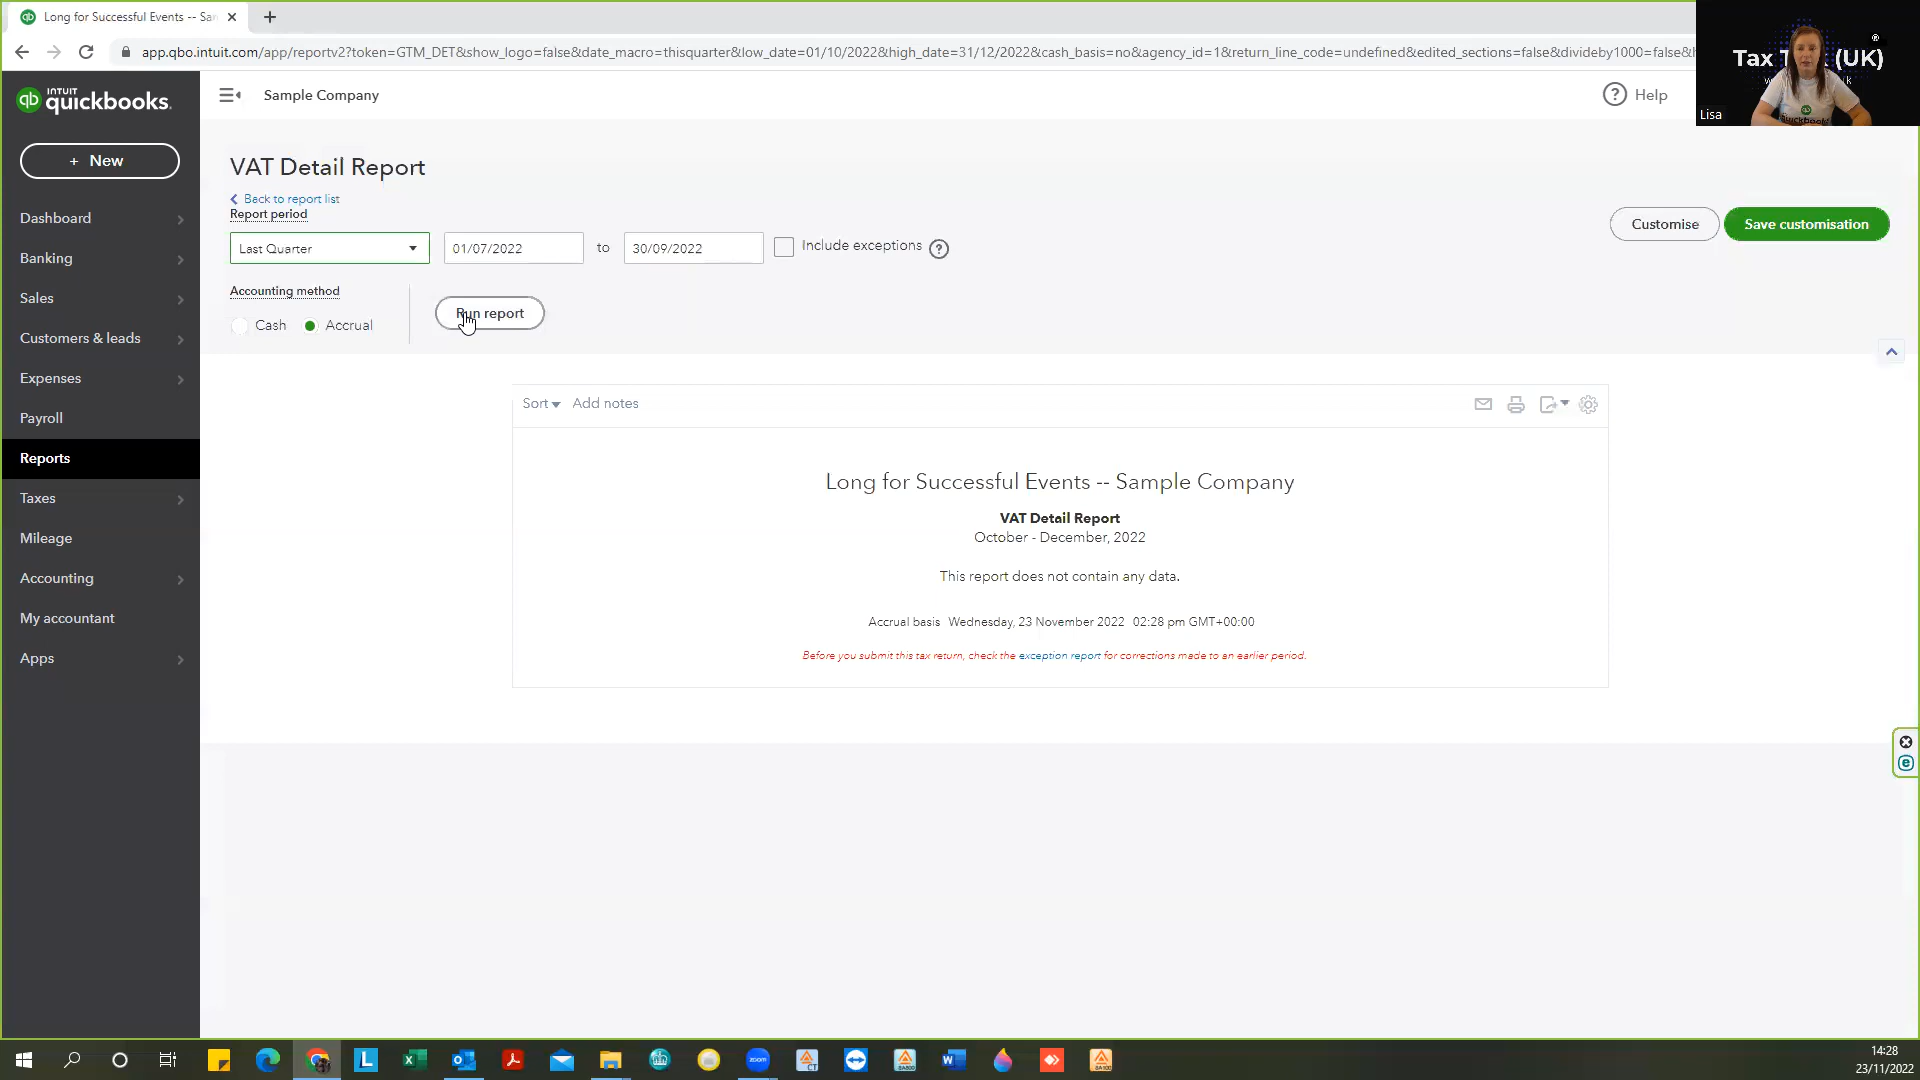 Long for Successful Events -- Sa
app.qbo.intuit.com/app/reportv2?token=GTM_DET&show_logo=false&date_macro=thisquarter&low_date=01/10/2022&high_date=31/12/2022&cash_basis=no&agency_id=1&return_line_code=undefined&edited_sections=false&divideby1000=false&
Tax (UK)
Lisa
quickbooks
INTUIT
quickbooks.
Sample Company
Help
+ New
Dashboard
Banking
Sales
Customers & leads
Expenses
Payroll
Reports
Taxes
Mileage
Accounting
My accountant
Apps
VAT Detail Report
Back to report list
Report period
Last Quarter
01/07/2022
to
30/09/2022
Include exceptions
Customise
Save customisation
Accounting method
Cash
Accrual
Run report
Sort
Add notes
Long for Successful Events -- Sample Company
VAT Detail Report
October - December, 2022
This report does not contain any data.
Accrual basis Wednesday, 23 November 2022 02:28 pm GMT+00:00
Before you submit this tax return, check the exception report for corrections made to an earlier period.
14:28
23/11/2022